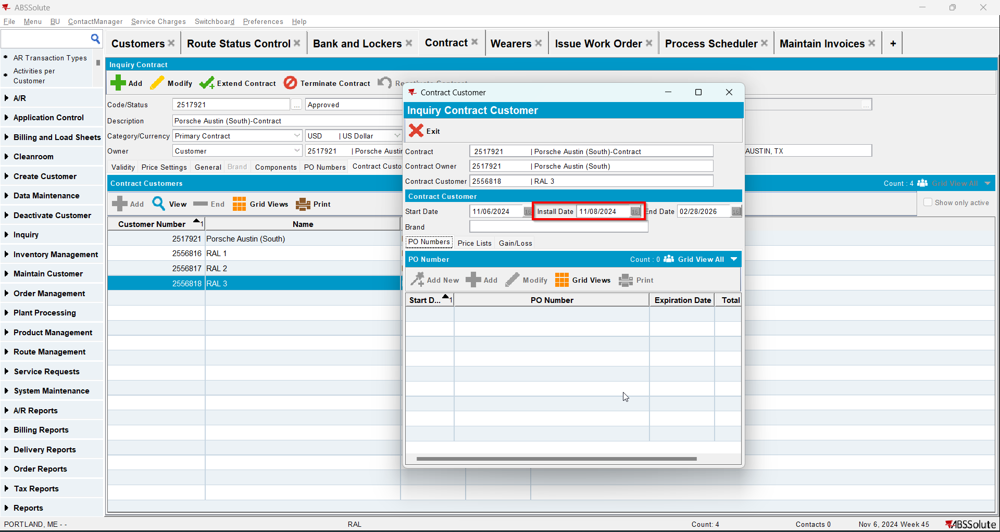 ABSSolute
File Menu BU ContactManager Service Charges Switchboard Preferences Help
Customers Route Status Control Bank and Lockers Contract Wearers Issue Work Order Process Scheduler Maintain Invoices +
AR Transaction Types
Activities per
Customer
A/R
Application Control
Billing and Load Sheets
Cleanroom
Create Customer
Data Maintenance
Deactivate Customer
Inquiry
Inventory Management
Maintain Customer
Order Management
Plant Processing
Product Management
Route Management
Service Requests
System Maintenance
A/R Reports
Billing Reports
Delivery Reports
Order Reports
Tax Reports
Reports
Inquiry Contract
Add Modify Extend Contract Terminate Contract Reactivate Contract
Code/Status 2517921 ... Approved ...
Description Porsche Austin (South)-Contract
Category/Currency Primary Contract USD | US Dollar
Owner Customer 2517921 | Porsche Austin AUSTIN, TX
Validity Price Settings General Brand Components PO Numbers Contract Custo
Contract Customers Count : 4 Grid View All
Add View End Grid Views Print Show only active
Customer Number 1 Name
2517921 Porsche Austin (South)
2556816 RAL 1
2556817 RAL 2
2556818 RAL 3
Contract Customer
Inquiry Contract Customer
Exit
Contract 2517921 | Porsche Austin (South)-Contract
Contract Owner 2517921 | Porsche Austin (South)
Contract Customer 2556818 | RAL 3
Contract Customer
Start Date 11/06/2024 15 Install Date 11/08/2024 15 End Date 02/28/2026 15
Brand
PO Numbers Price Lists Gain/Loss
PO Number Count : 0 Grid View All
Add New Add Modify Grid Views Print
Start D... 1 PO Number Expiration Date Total
PORTLAND, ME - - RAL Count: 4 Contacts 0 Nov 6, 2024 Week 45 ABSSolute